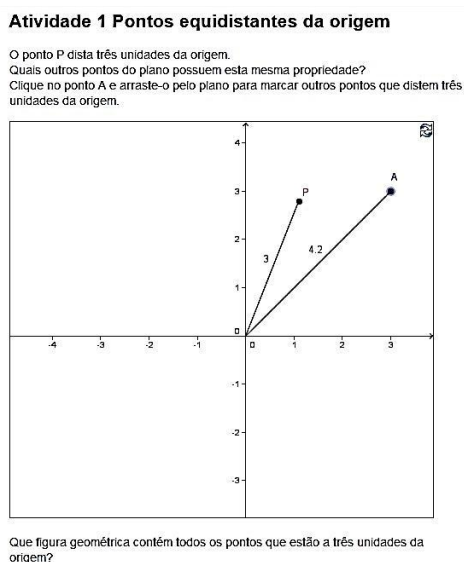 Atividade 1 Pontos equidistantes da origem
O ponto P dista três unidades da origem.
Quais outros pontos do plano possuem esta mesma propriedade?
Clique no ponto A e arraste-o pelo plano para marcar outros pontos que distem três
unidades da origem.
4
A
3
P
2
4.2
3
1
0
-4 -3 -2 -1 0 1 2 3
-1
-2
-3
Que figura geométrica contém todos os pontos que estão a três unidades da
origem?